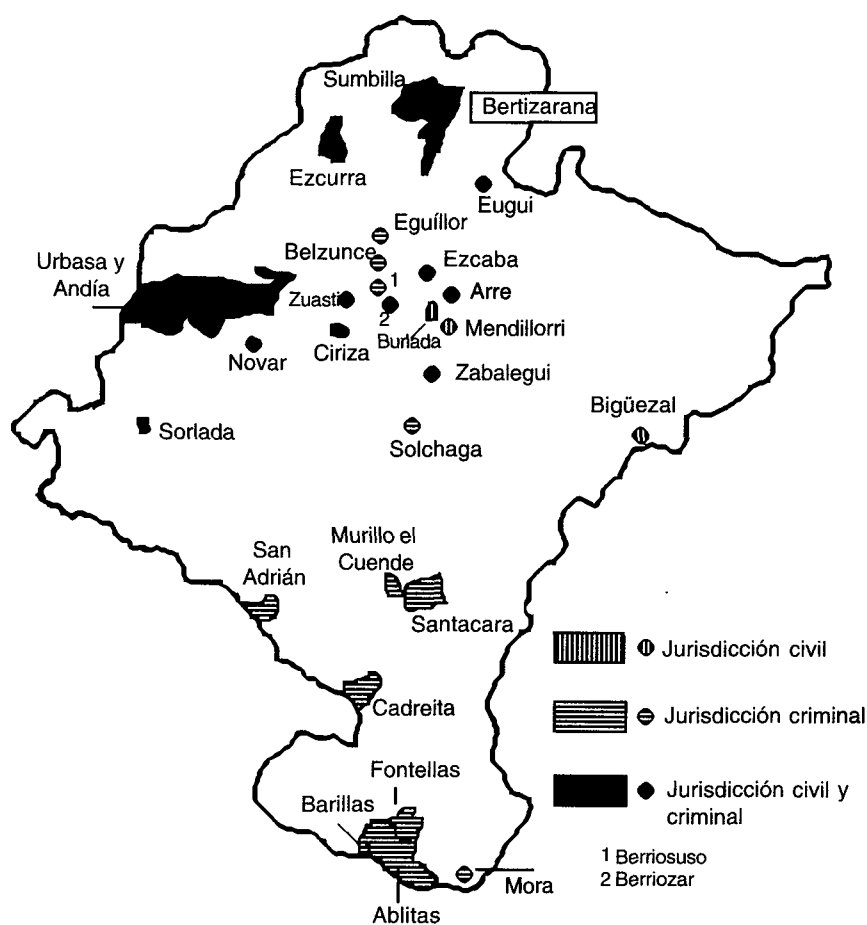 Sumbilla
Bertizarana
Ezcurra
Eugui
Eguíllor
Belzunce
Ezcaba
Urbasa y
Andía
1
Zuasti
Arre
2
Burlada
Mendillorri
Novar
Ciriza
Zabalegui
Bigüezal
Sorlada
Solchaga
Murillo el
Cuende
San
Adrián
Santacara
Jurisdicción civil
Cadreita
Jurisdicción criminal
Fontellas
Barillas
Jurisdicción civil y
criminal
1 Berriosuso
2 Berriozar
Mora
Ablitas